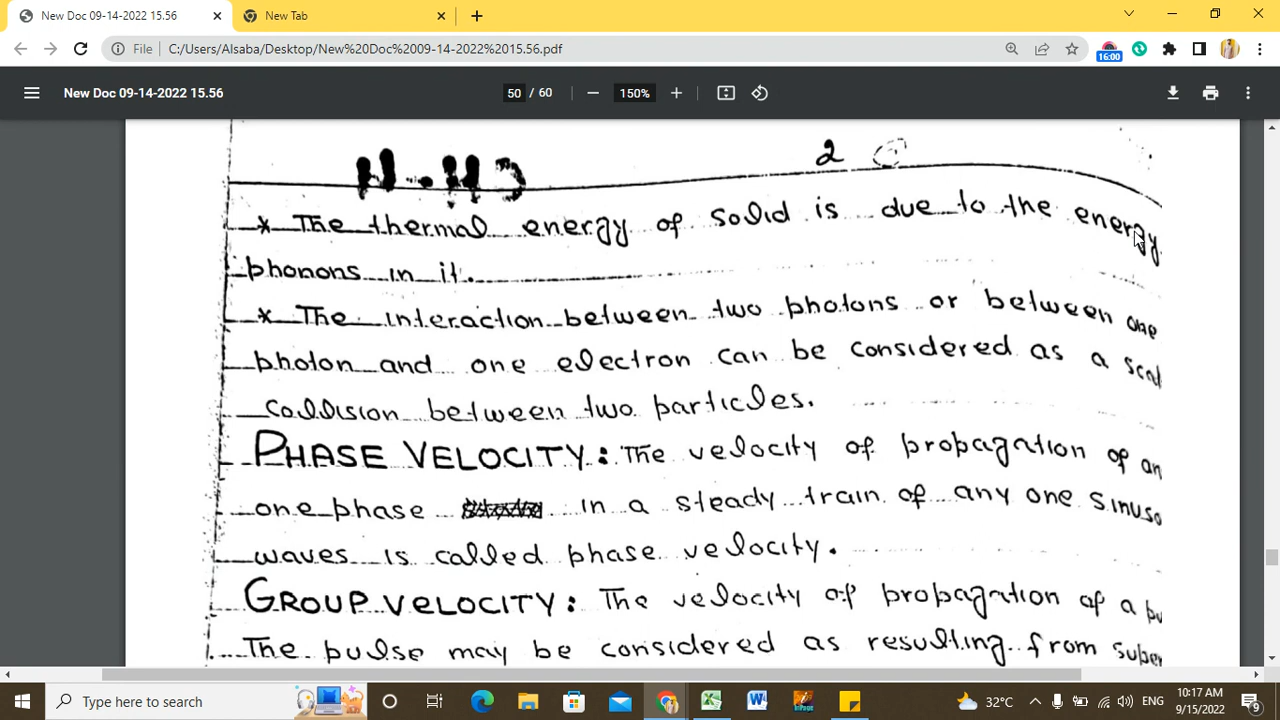 New Doc 09-14-2022 15.56
New Tab
File C:/Users/Alsaba/Desktop/New%20Doc%2009-14-2022%2015.56.pdf
16:00
New Doc 09-14-2022 15.56
50 / 60
150%
2
* The thermal energy of solid is due to the energy
phonons in it.
* The interaction between two photons or between one
photon and one electron can be considered as a
collision between two particles.
PHASE VELOCITY: The velocity of propagation of
one phase in a steady train of any one
waves is called phase velocity.
GROUP VELOCITY: The velocity of propagation of a
The pulse may be considered as resulting from
Type here to search
32°C
ENG
10:17 AM
9/15/2022
9